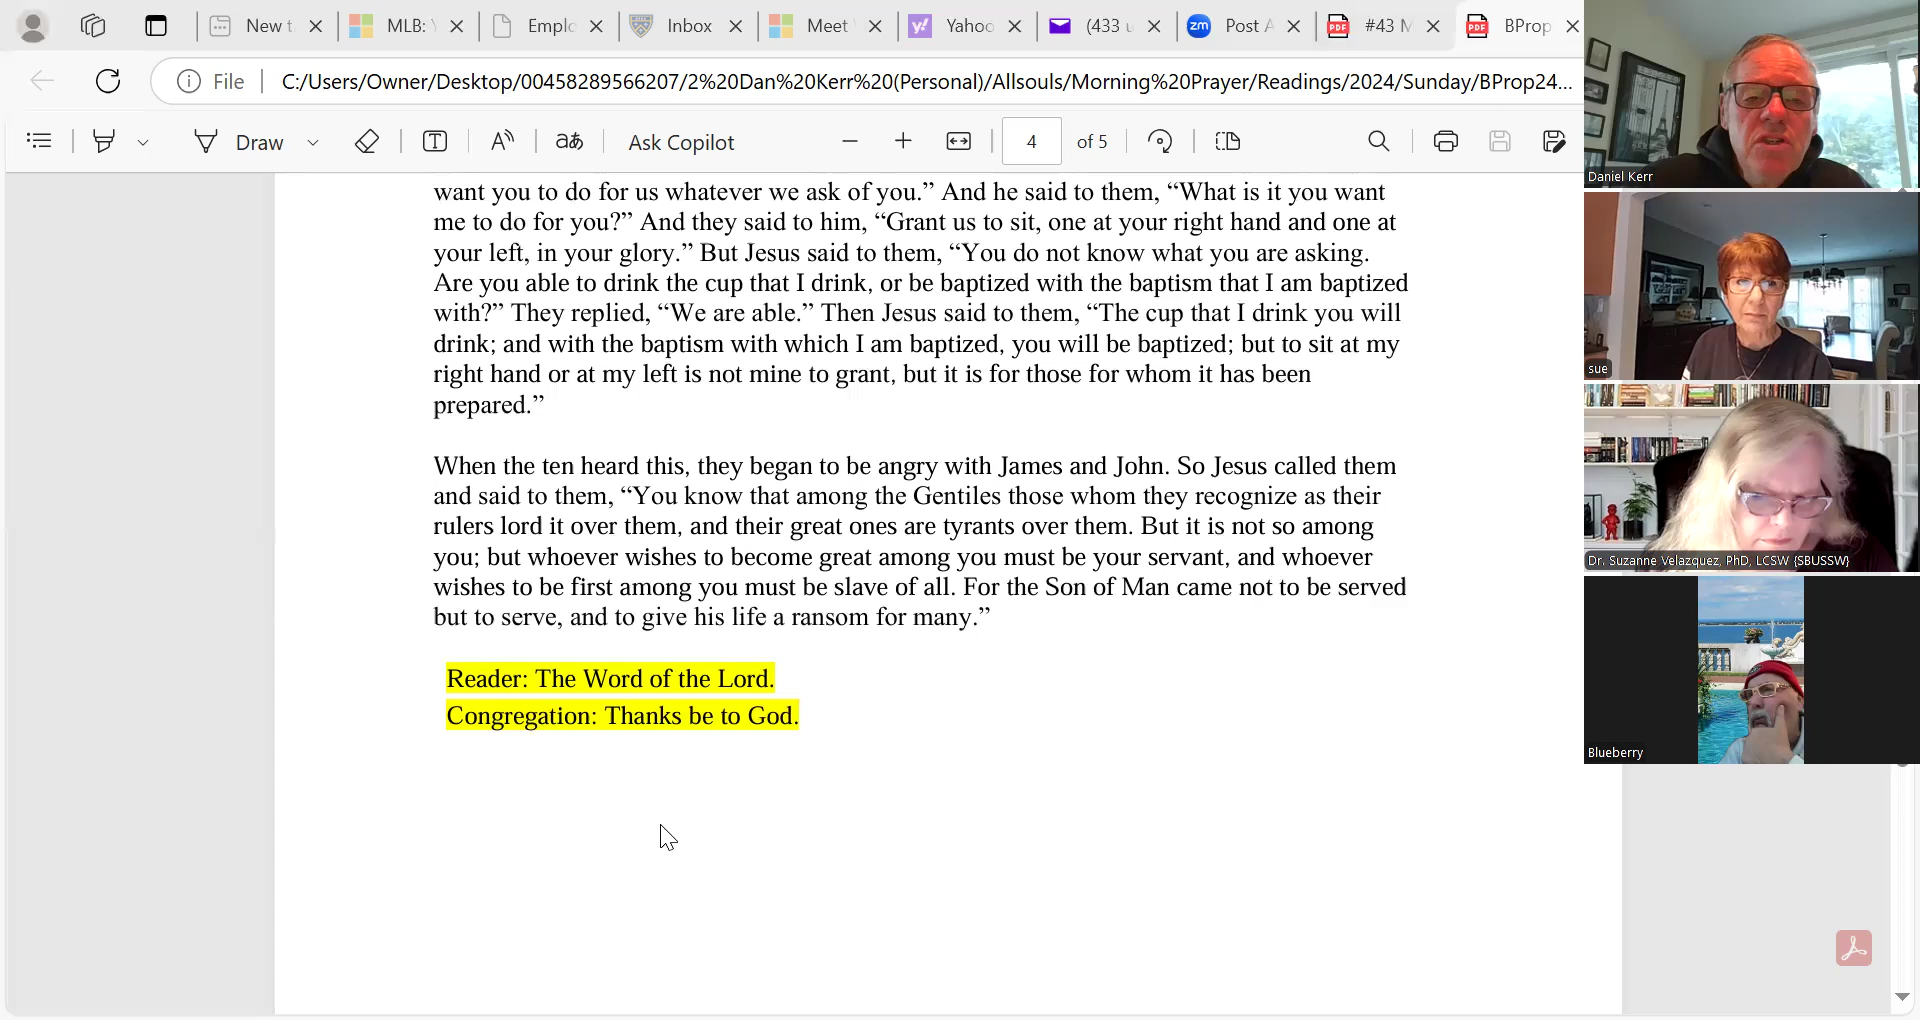 New t
MLB:
Emplo
Inbox
Meet
Yahoo
(433 u
zm
Post A
PDF
#43 M
PDF
BProp
File
C:/Users/Owner/Desktop/00458289566207/2%20Dan%20Kerr%20(Personal)/Allsouls/Morning%20Prayer/Readings/2024/Sunday/BProp24...
Draw
T
A
aあ
Ask Copilot
4 of 5
want you to do for us whatever we ask of you.” And he said to them, “What is it you want
me to do for you?” And they said to him, “Grant us to sit, one at your right hand and one at
your left, in your glory.” But Jesus said to them, “You do not know what you are asking.
Are you able to drink the cup that I drink, or be baptized with the baptism that I am baptized
with?” They replied, “We are able.” Then Jesus said to them, “The cup that I drink you will
drink; and with the baptism with which I am baptized, you will be baptized; but to sit at my
right hand or at my left is not mine to grant, but it is for those for whom it has been
prepared.”
When the ten heard this, they began to be angry with James and John. So Jesus called them
and said to them, “You know that among the Gentiles those whom they recognize as their
rulers lord it over them, and their great ones are tyrants over them. But it is not so among
you; but whoever wishes to become great among you must be your servant, and whoever
wishes to be first among you must be slave of all. For the Son of Man came not to be served
but to serve, and to give his life a ransom for many.”
Reader: The Word of the Lord.
Congregation: Thanks be to God.
Daniel Kerr
sue
Dr. Suzanne Velazquez, PhD, LCSW {SBUSSW}
Blueberry